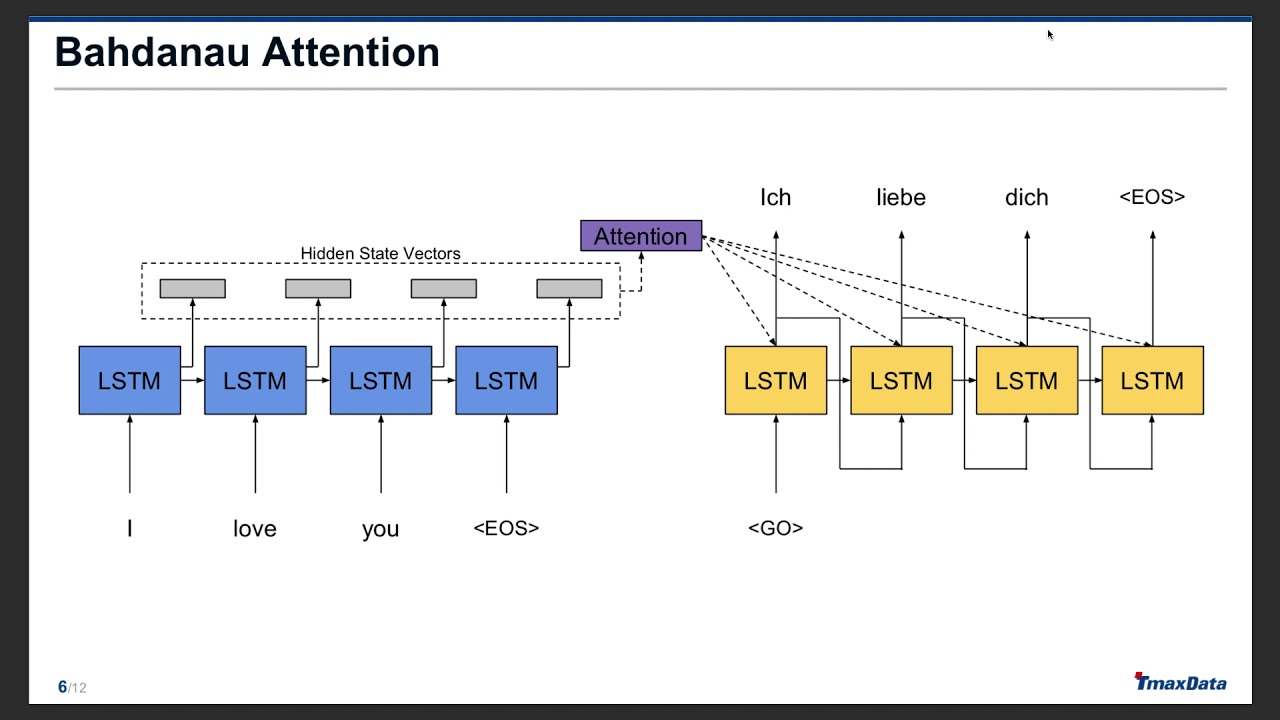 Bahdanau Attention
Ich liebe dich <EOS>
Attention
Hidden State Vectors
LSTM LSTM LSTM LSTM LSTM LSTM LSTM LSTM
I love you <EOS> <GO>
6/12
TmaxData